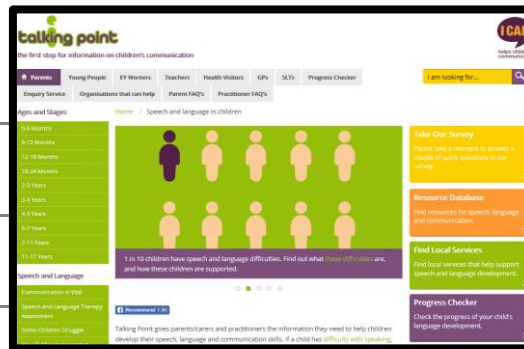 talking point
the first stop for information on children's communication
I CAN
helps children
communicate
Parents
Young People
EY Workers
Teachers
Health Visitors
GPs
SLTs
Progress Checker
I am looking for...
Enquiry Service
Organisations that can help
Parent FAQ's
Practitioner FAQ's
Ages and Stages
Home > Speech and language in children
0-6 Months
6-12 Months
12-18 Months
18-24 Months
2-3 Years
3-4 Years
4-5 Years
5-7 Years
7-11 Years
11-17 Years
Speech and Language
Communication is Vital
Speech and Language Therapy
Assessment
Some Children Struggle
1 in 10 children have speech and language difficulties. Find out what these difficulties are,
and how these children are supported.
Recommend
Talking Point gives parents/carers and practitioners the information they need to help children
develop their speech, language and communication skills. If a child has difficulty with speaking,
Take Our Survey
Please take a moment to answer a
couple of quick questions in our
survey.
Resource Database
Find resources for speech, language
and communication.
Find Local Services
Find local services that help support
speech and language development.
Progress Checker
Check the progress of your child's
language development.